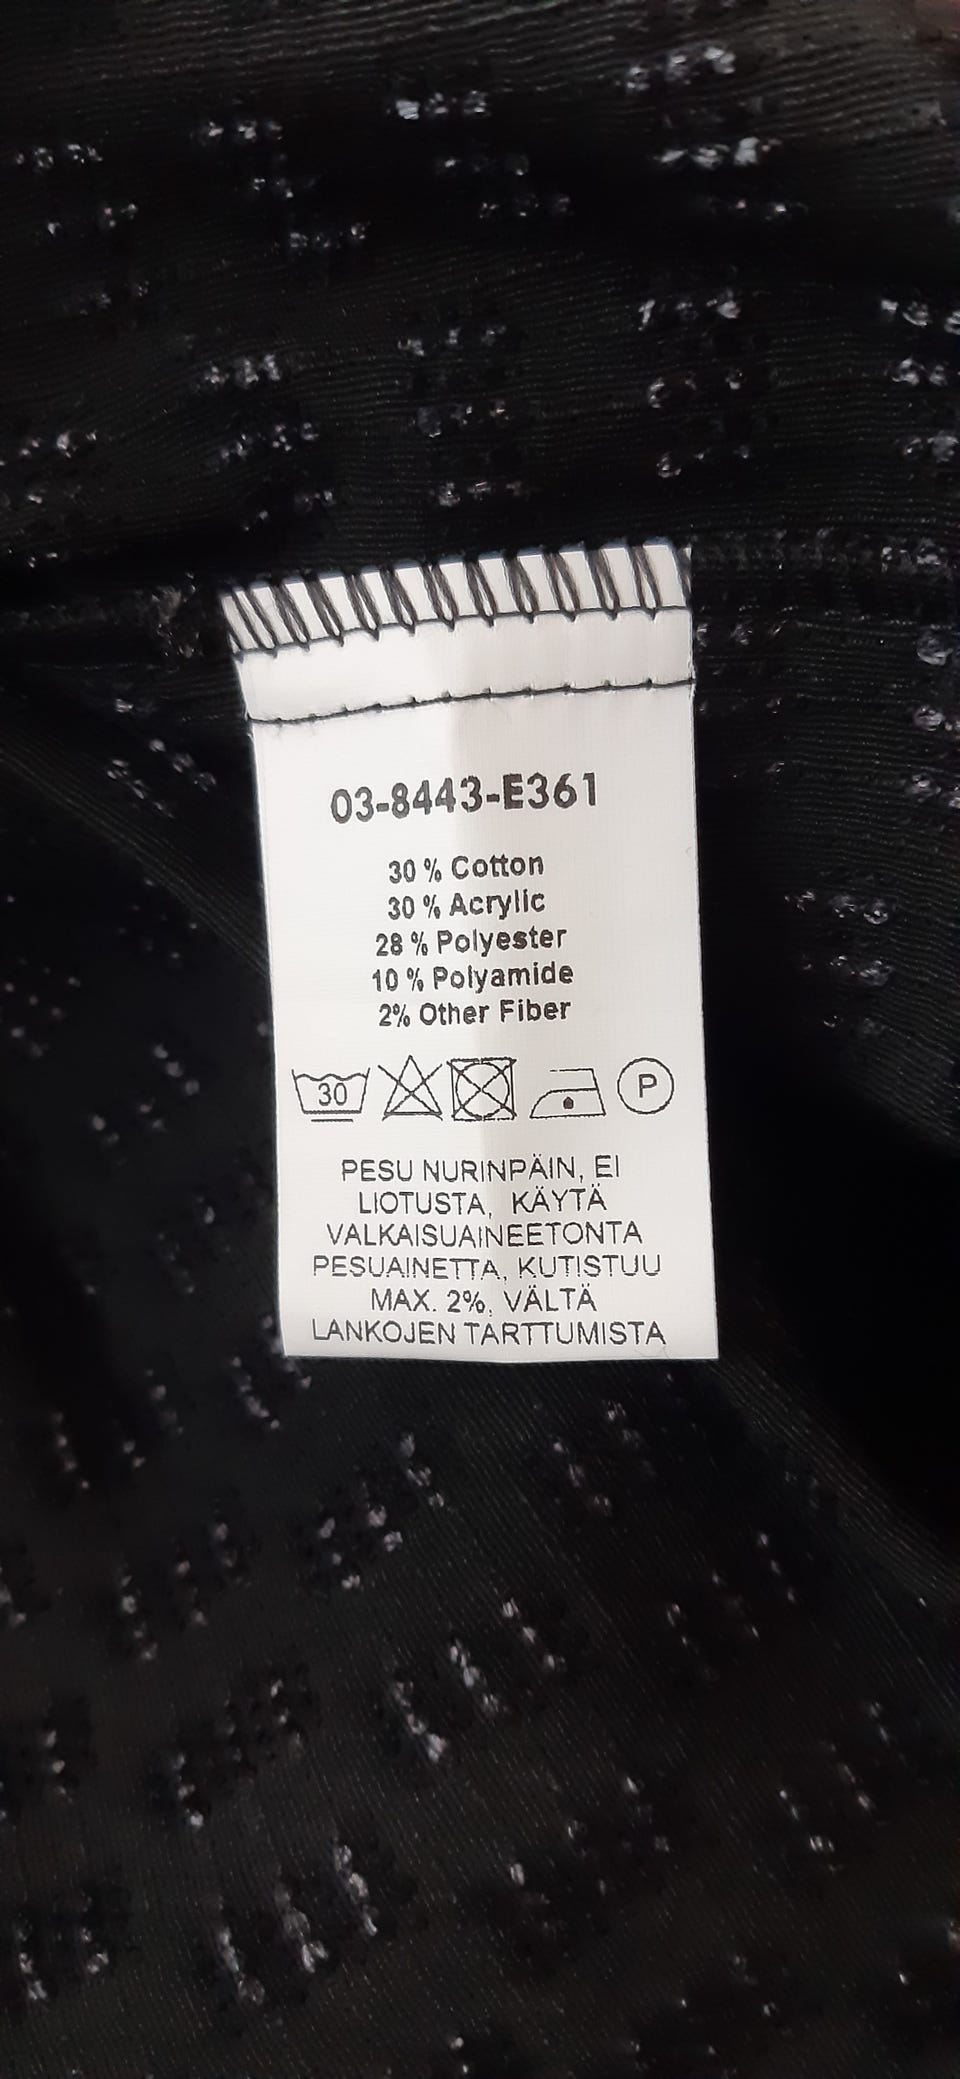 03-8443-E361
30 % Cotton
30 % Acrylic
28 % Polyester
10 % Polyamide
2% Other Fiber
30 P
PESU NURINPÄIN, EI
LIOTUSTA, KÄYTÄ
VALKAISUAINEETONTA
PESUAINETTA, KUTISTUU
MAX. 2%, VÄLTÄ
LANKOJEN TARTTUMISTA